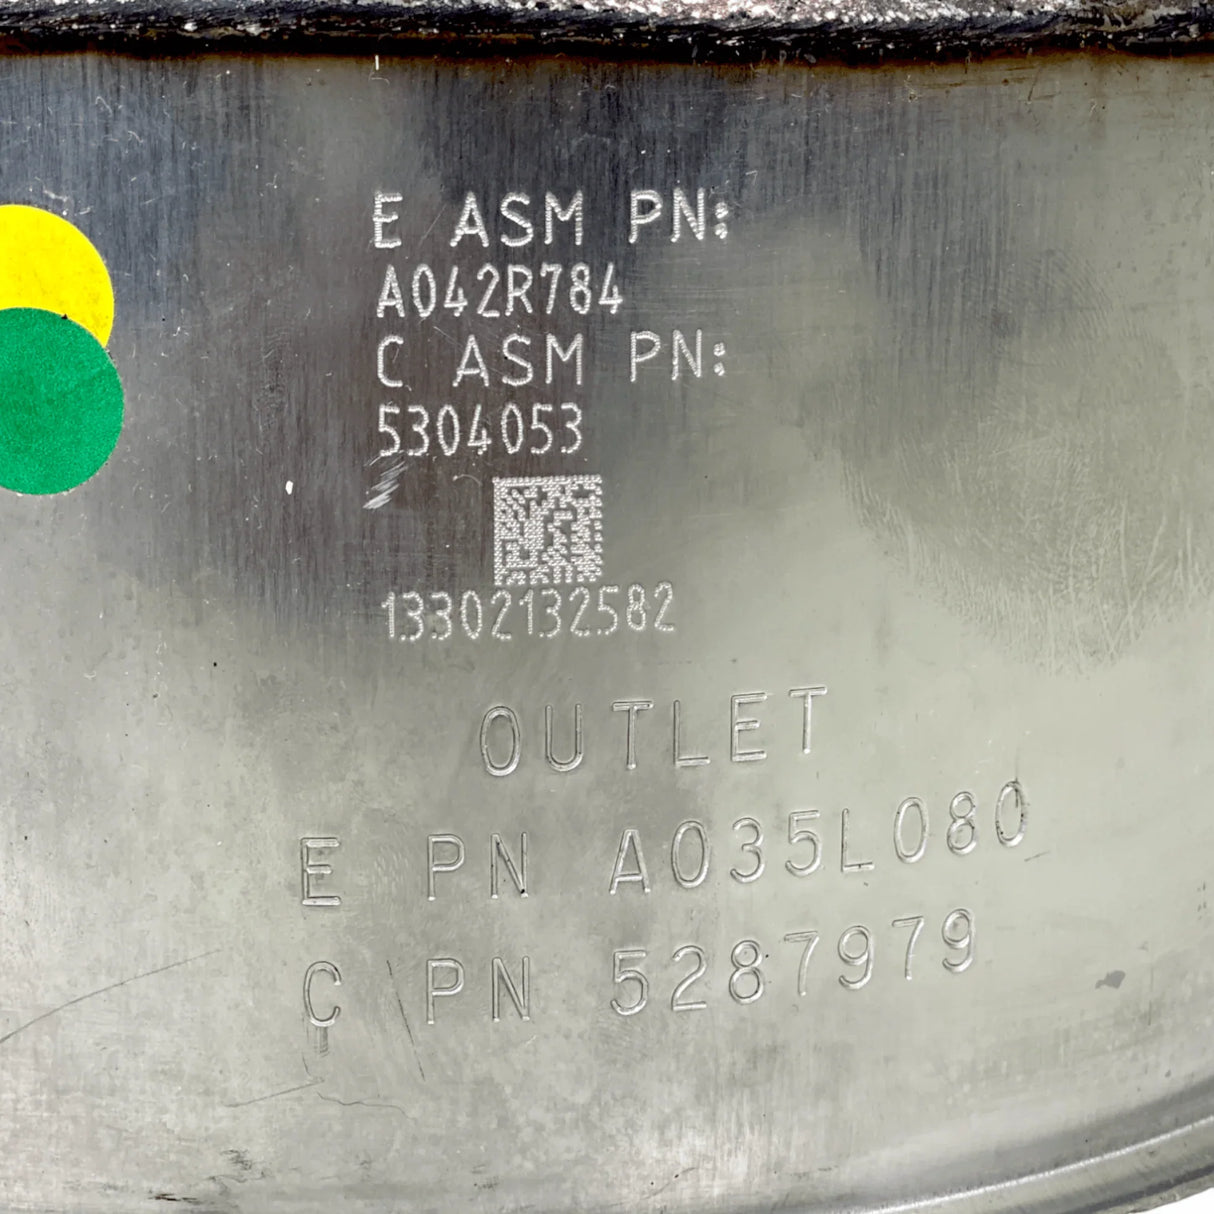 E ASM PN:
A042R784
C ASM PN:
5304053
13302132582
OUTLET
E PN A035L080
C PN 5287979